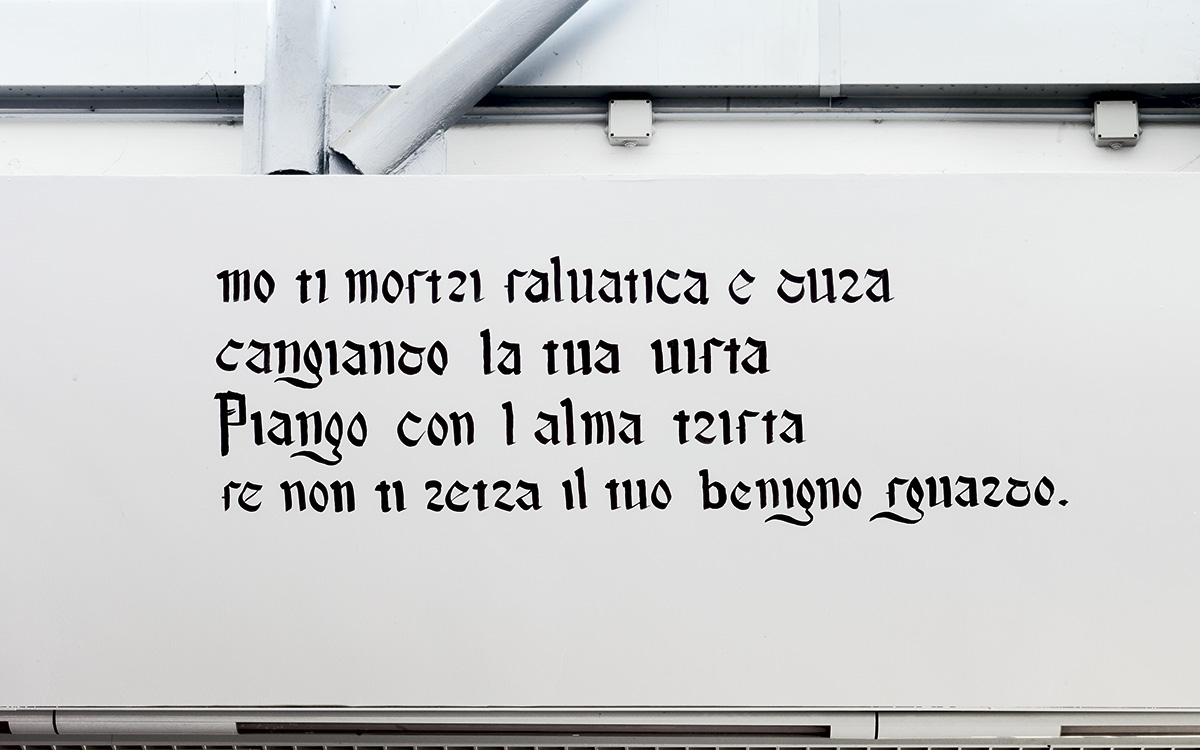 mo ti moſtri ſaluatica e dura
cangiando la tua uiſta
Piango con l alma triſta
ſe non ti retra il tuo benigno ſguardo.